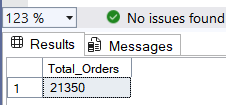 123 %
No issues found
Results
Messages
Total_Orders
1
21350